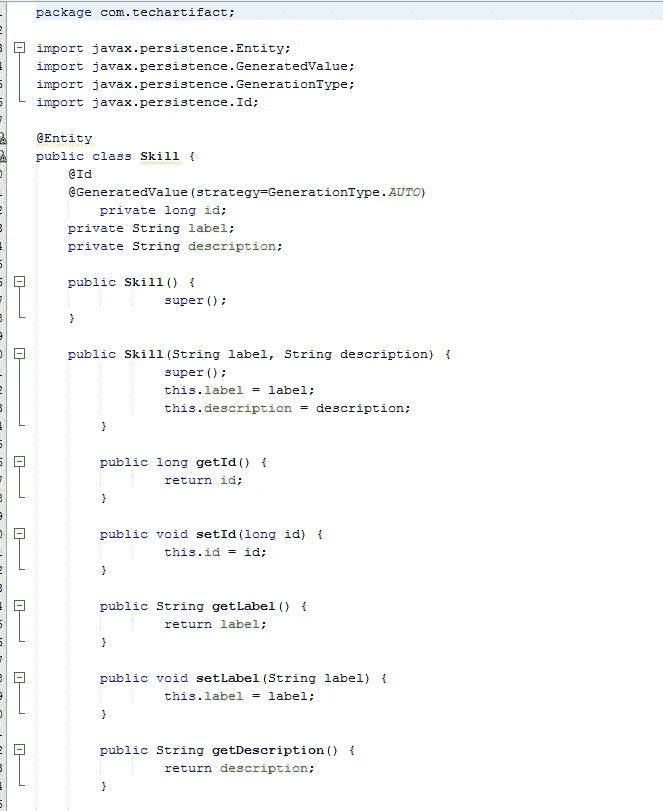 package com.techartifact;
import javax.persistence.Entity;
import javax.persistence.GeneratedValue;
import javax.persistence.GenerationType;
import javax.persistence.Id;
@Entity
public class Skill {
@Id
@GeneratedValue(strategy=GenerationType.AUTO)
private long id;
private String label;
private String description;
public Skill() {
super();
}
public Skill(String label, String description) {
super();
this.label = label;
this.description = description;
}
public long getId() {
return id;
}
public void setId(long id) {
this.id = id;
}
public String getLabel() {
return label;
}
public void setLabel(String label) {
this.label = label;
}
public String getDescription() {
return description;
}